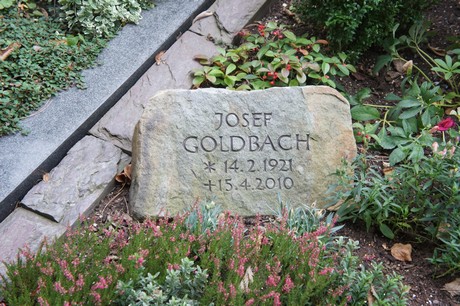 JOSEF
GOLDBACH
* 14.2.1921
+ 15.4.2010